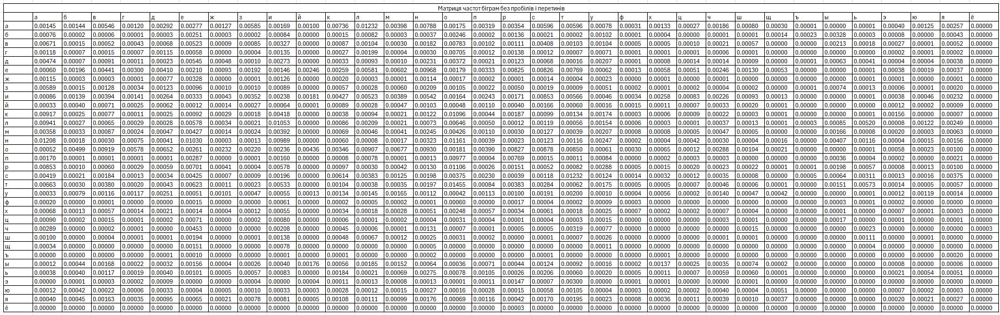 Матриця частот біграм без пробілів і перетинів
а б в г д е ж з и й к л м н о п р с т у ф х ц ч ш щ ъ ы ь э ю я ё
а 0.00145 0.00144 0.00546 0.00120 0.00292 0.00277 0.00127 0.00585 0.00169 0.00100 0.00736 0.01232 0.00398 0.00788 0.00175 0.00319 0.00354 0.00596 0.00596 0.00078 0.00031 0.00133 0.00027 0.00186 0.00080 0.00030 0.00001 0.00000 0.00001 0.00040 0.00125 0.00257 0.00000
б 0.00076 0.00002 0.00006 0.00001 0.00003 0.00251 0.00003 0.00002 0.00084 0.00000 0.00015 0.00082 0.00003 0.00037 0.00246 0.00002 0.00136 0.00021 0.00002 0.00102 0.00001 0.00004 0.00000 0.00001 0.00001 0.00014 0.00023 0.00328 0.00003 0.00008 0.00000 0.00043 0.00000
в 0.00671 0.00015 0.00052 0.00043 0.00068 0.00523 0.00009 0.00085 0.00327 0.00000 0.00087 0.00104 0.00030 0.00182 0.00783 0.00102 0.00111 0.00408 0.00103 0.00104 0.00005 0.00005 0.00010 0.00021 0.00057 0.00000 0.00000 0.00213 0.00018 0.00027 0.00001 0.00052 0.00000
г 0.00118 0.00007 0.00015 0.00007 0.00115 0.00058 0.00000 0.00004 0.00135 0.00000 0.00027 0.00199 0.00004 0.00030 0.00705 0.00012 0.00138 0.00012 0.00007 0.00071 0.00001 0.00001 0.00001 0.00006 0.00001 0.00000 0.00000 0.00000 0.00000 0.00002 0.00001 0.00002 0.00000
д 0.00474 0.00007 0.00091 0.00011 0.00023 0.00545 0.00048 0.00010 0.00273 0.00000 0.00033 0.00093 0.00010 0.00231 0.00372 0.00021 0.00123 0.00068 0.00016 0.00207 0.00001 0.00008 0.00014 0.00014 0.00009 0.00000 0.00001 0.00063 0.00041 0.00004 0.00004 0.00038 0.00000
е 0.00060 0.00196 0.00441 0.00300 0.00410 0.00210 0.00093 0.00192 0.00146 0.00246 0.00259 0.00581 0.00602 0.00968 0.00179 0.00333 0.00825 0.00826 0.00769 0.00062 0.00013 0.00058 0.00051 0.00246 0.00130 0.00053 0.00000 0.00000 0.00001 0.00038 0.00019 0.00037 0.00000
ж 0.00115 0.00003 0.00003 0.00001 0.00077 0.00328 0.00000 0.00001 0.00126 0.00000 0.00020 0.00003 0.00001 0.00114 0.00017 0.00002 0.00001 0.00014 0.00004 0.00023 0.00000 0.00000 0.00000 0.00001 0.00000 0.00000 0.00000 0.00000 0.00001 0.00001 0.00000 0.00001 0.00000
з 0.00589 0.00015 0.00128 0.00034 0.00123 0.00096 0.00010 0.00010 0.00089 0.00000 0.00057 0.00028 0.00060 0.00209 0.00105 0.00022 0.00050 0.00019 0.00009 0.00051 0.00002 0.00001 0.00002 0.00004 0.00002 0.00000 0.00001 0.00074 0.00013 0.00006 0.00001 0.00020 0.00000
и 0.00086 0.00139 0.00394 0.00141 0.00264 0.00333 0.00043 0.00352 0.00238 0.00181 0.00427 0.00523 0.00389 0.00542 0.00164 0.00243 0.00171 0.00853 0.00566 0.00046 0.00034 0.00258 0.00083 0.00226 0.00093 0.00013 0.00000 0.00000 0.00001 0.00038 0.00046 0.00232 0.00000
й 0.00033 0.00040 0.00071 0.00025 0.00062 0.00012 0.00014 0.00027 0.00064 0.00001 0.00089 0.00028 0.00047 0.00103 0.00048 0.00110 0.00040 0.00166 0.00060 0.00016 0.00015 0.00011 0.00007 0.00033 0.00020 0.00001 0.00000 0.00000 0.00000 0.00012 0.00002 0.00009 0.00000
к 0.00917 0.00025 0.00077 0.00011 0.00025 0.00092 0.00029 0.00018 0.00418 0.00000 0.00038 0.00094 0.00021 0.00122 0.01096 0.00044 0.00187 0.00099 0.00134 0.00174 0.00003 0.00006 0.00009 0.00022 0.00003 0.00001 0.00000 0.00000 0.00001 0.00156 0.00000 0.00007 0.00000
л 0.00941 0.00027 0.00065 0.00029 0.00028 0.00578 0.00034 0.00021 0.01053 0.00000 0.00086 0.00209 0.00021 0.00073 0.00646 0.00050 0.00012 0.00119 0.00056 0.00154 0.00006 0.00003 0.00001 0.00037 0.00013 0.00001 0.00003 0.00085 0.00520 0.00008 0.00122 0.00249 0.00000
м 0.00358 0.00033 0.00087 0.00024 0.00047 0.00427 0.00014 0.00024 0.00392 0.00000 0.00069 0.00046 0.00041 0.00245 0.00426 0.00110 0.00030 0.00127 0.00039 0.00207 0.00008 0.00008 0.00005 0.00047 0.00005 0.00000 0.00000 0.00166 0.00008 0.00020 0.00003 0.00063 0.00000
н 0.01208 0.00018 0.00030 0.00075 0.00041 0.01030 0.00003 0.00013 0.00989 0.00000 0.00060 0.00008 0.00017 0.00323 0.01161 0.00039 0.00023 0.00123 0.00116 0.00247 0.00002 0.00004 0.00042 0.00030 0.00004 0.00016 0.00000 0.00407 0.00116 0.00004 0.00015 0.00156 0.00000
о 0.00052 0.00499 0.00919 0.00578 0.00652 0.00261 0.00232 0.00220 0.00236 0.00436 0.00346 0.00907 0.00677 0.00930 0.00181 0.00390 0.00827 0.00878 0.00850 0.00061 0.00030 0.00065 0.00012 0.00288 0.00104 0.00021 0.00000 0.00000 0.00001 0.00058 0.00023 0.00100 0.00000
п 0.00170 0.00001 0.00001 0.00001 0.00001 0.00287 0.00000 0.00001 0.00160 0.00000 0.00008 0.00078 0.00001 0.00013 0.00977 0.00004 0.00769 0.00015 0.00011 0.00084 0.00000 0.00002 0.00003 0.00003 0.00000 0.00000 0.00000 0.00036 0.00004 0.00002 0.00000 0.00021 0.00000
р 0.00853 0.00010 0.00060 0.00029 0.00059 0.00701 0.00041 0.00004 0.00578 0.00000 0.00097 0.00030 0.00042 0.00130 0.01106 0.00026 0.00151 0.00052 0.00082 0.00288 0.00005 0.00015 0.00020 0.00023 0.00022 0.00001 0.00001 0.00198 0.00057 0.00008 0.00013 0.00100 0.00000
с 0.00419 0.00021 0.00184 0.00013 0.00034 0.00425 0.00007 0.00009 0.00196 0.00000 0.00614 0.00383 0.00125 0.00198 0.00375 0.00230 0.00039 0.00118 0.01232 0.00124 0.00014 0.00032 0.00012 0.00035 0.00008 0.00000 0.00005 0.00064 0.00311 0.00013 0.00016 0.00375 0.00000
т 0.00663 0.00030 0.00380 0.00020 0.00043 0.00623 0.00011 0.00023 0.00533 0.00000 0.00104 0.00038 0.00035 0.00197 0.01455 0.00084 0.00383 0.00284 0.00062 0.00175 0.00005 0.00005 0.00007 0.00046 0.00006 0.00001 0.00000 0.00151 0.00573 0.00014 0.00005 0.00057 0.00000
у 0.00033 0.00079 0.00116 0.00117 0.00251 0.00051 0.00101 0.00047 0.00055 0.00013 0.00134 0.00145 0.00165 0.00112 0.00042 0.00113 0.00100 0.00191 0.00200 0.00010 0.00004 0.00056 0.00002 0.00140 0.00047 0.00042 0.00000 0.00000 0.00001 0.00012 0.00119 0.00014 0.00000
ф 0.00020 0.00000 0.00001 0.00000 0.00000 0.00015 0.00000 0.00000 0.00061 0.00000 0.00002 0.00005 0.00002 0.00001 0.00060 0.00000 0.00017 0.00004 0.00002 0.00009 0.00003 0.00000 0.00000 0.00000 0.00000 0.00000 0.00000 0.00003 0.00001 0.00002 0.00000 0.00000 0.00000
х 0.00068 0.00013 0.00057 0.00014 0.00021 0.00014 0.00004 0.00012 0.00055 0.00000 0.00034 0.00018 0.00028 0.00051 0.00248 0.00057 0.00034 0.00061 0.00018 0.00025 0.00007 0.00002 0.00002 0.00007 0.00004 0.00000 0.00000 0.00001 0.00000 0.00007 0.00001 0.00003 0.00000
ц 0.00090 0.00002 0.00015 0.00001 0.00002 0.00071 0.00000 0.00002 0.00080 0.00000 0.00006 0.00001 0.00002 0.00004 0.00031 0.00004 0.00001 0.00004 0.00003 0.00015 0.00000 0.00000 0.00000 0.00003 0.00001 0.00000 0.00000 0.00017 0.00000 0.00001 0.00000 0.00001 0.00000
ч 0.00289 0.00000 0.00002 0.00001 0.00000 0.00453 0.00000 0.00000 0.00208 0.00000 0.00045 0.00006 0.00001 0.00131 0.00007 0.00001 0.00005 0.00005 0.00319 0.00077 0.00000 0.00000 0.00000 0.00000 0.00015 0.00000 0.00000 0.00000 0.00023 0.00000 0.00000 0.00000 0.00003
ш 0.00100 0.00000 0.00004 0.00001 0.00001 0.00194 0.00000 0.00001 0.00138 0.00000 0.00048 0.00067 0.00012 0.00025 0.00031 0.00002 0.00000 0.00001 0.00007 0.00026 0.00000 0.00000 0.00000 0.00001 0.00001 0.00000 0.00000 0.00000 0.00111 0.00000 0.00001 0.00000 0.00000
щ 0.00034 0.00000 0.00000 0.00000 0.00000 0.00151 0.00000 0.00000 0.00078 0.00000 0.00000 0.00000 0.00000 0.00005 0.00000 0.00000 0.00000 0.00000 0.00000 0.00011 0.00000 0.00000 0.00000 0.00000 0.00000 0.00000 0.00000 0.00000 0.00004 0.00000 0.00000 0.00000 0.00000
ъ 0.00000 0.00000 0.00000 0.00000 0.00001 0.00010 0.00000 0.00000 0.00001 0.00000 0.00001 0.00000 0.00000 0.00002 0.00000 0.00000 0.00000 0.00001 0.00000 0.00000 0.00000 0.00001 0.00000 0.00000 0.00000 0.00000 0.00000 0.00000 0.00000 0.00000 0.00000 0.00020 0.00000
ы 0.00012 0.00044 0.00168 0.00022 0.00032 0.00156 0.00004 0.00026 0.00040 0.00176 0.00056 0.00185 0.00152 0.00064 0.00036 0.00071 0.00044 0.00124 0.00092 0.00016 0.00002 0.00137 0.00025 0.00035 0.00074 0.00002 0.00000 0.00000 0.00000 0.00008 0.00000 0.00006 0.00000
ь 0.00038 0.00040 0.00117 0.00019 0.00040 0.00101 0.00005 0.00057 0.00083 0.00000 0.00184 0.00021 0.00069 0.00275 0.00078 0.00105 0.00026 0.00206 0.00060 0.00020 0.00005 0.00011 0.00007 0.00059 0.00060 0.00001 0.00000 0.00000 0.00000 0.00021 0.00054 0.00051 0.00000
э 0.00000 0.00001 0.00003 0.00002 0.00009 0.00000 0.00000 0.00004 0.00000 0.00004 0.00011 0.00013 0.00008 0.00013 0.00001 0.00011 0.00147 0.00007 0.00300 0.00000 0.00001 0.00001 0.00000 0.00000 0.00001 0.00000 0.00000 0.00000 0.00000 0.00000 0.00000 0.00000 0.00000
ю 0.00012 0.00042 0.00022 0.00006 0.00033 0.00004 0.00005 0.00010 0.00033 0.00003 0.00028 0.00012 0.00015 0.00027 0.00016 0.00028 0.00015 0.00058 0.00105 0.00004 0.00003 0.00002 0.00002 0.00040 0.00004 0.00051 0.00000 0.00000 0.00000 0.00007 0.00002 0.00003 0.00000
я 0.00040 0.00045 0.00163 0.00035 0.00095 0.00065 0.00021 0.00078 0.00081 0.00005 0.00108 0.00111 0.00099 0.00176 0.00069 0.00116 0.00042 0.00170 0.00195 0.00023 0.00008 0.00036 0.00011 0.00039 0.00010 0.00037 0.00000 0.00000 0.00000 0.00020 0.00021 0.00027 0.00000
ё 0.00000 0.00000 0.00000 0.00000 0.00000 0.00000 0.00000 0.00000 0.00000 0.00000 0.00000 0.00000 0.00000 0.00000 0.00000 0.00000 0.00003 0.00000 0.00000 0.00000 0.00000 0.00000 0.00000 0.00000 0.00000 0.00000 0.00000 0.00000 0.00000 0.00000 0.00000 0.00000 0.00000